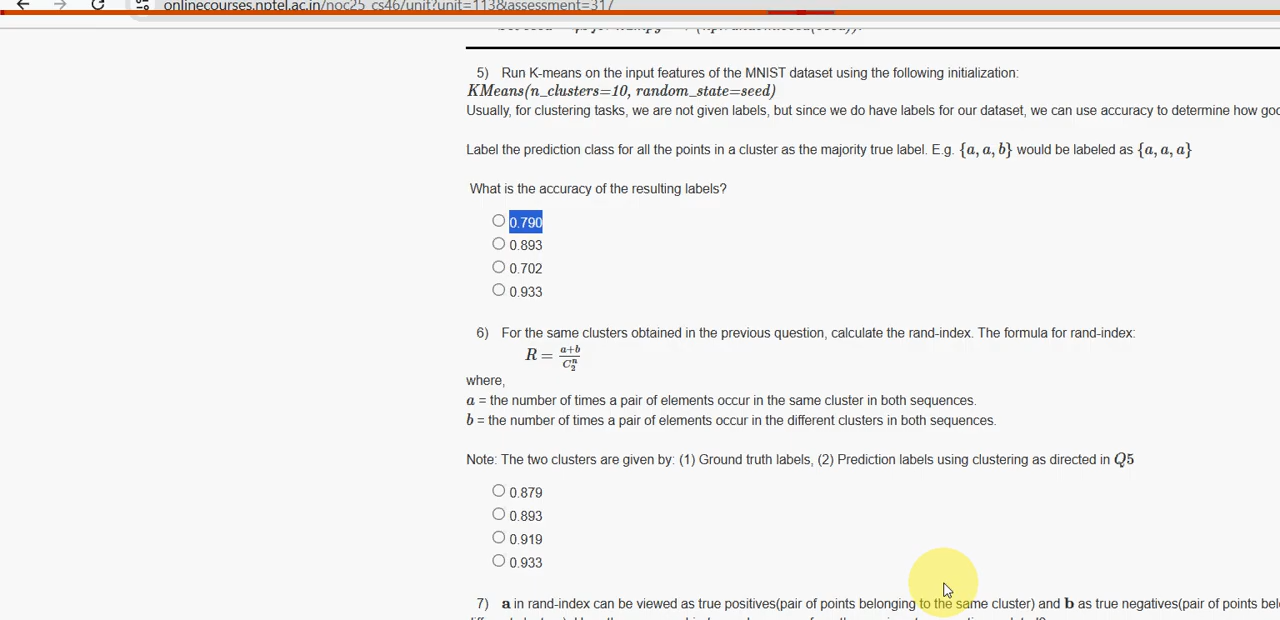 onlinecourses.nptel.ac.in/noc25_cs46/unit?unit=113&assessment=317
5) Run K-means on the input features of the MNIST dataset using the following initialization:
KMeans(n_clusters=10, random_state=seed)
Usually, for clustering tasks, we are not given labels, but since we do have labels for our dataset, we can use accuracy to determine how goo
Label the prediction class for all the points in a cluster as the majority true label. E.g. {a, a, b} would be labeled as {a, a, a}
What is the accuracy of the resulting labels?
0.790
0.893
0.702
0.933
6) For the same clusters obtained in the previous question, calculate the rand-index. The formula for rand-index:
R = \frac{a+b}{C_2^n}
where,
a = the number of times a pair of elements occur in the same cluster in both sequences.
b = the number of times a pair of elements occur in the different clusters in both sequences.
Note: The two clusters are given by: (1) Ground truth labels, (2) Prediction labels using clustering as directed in Q5
0.879
0.893
0.919
0.933
7) a in rand-index can be viewed as true positives(pair of points belonging to the same cluster) and b as true negatives(pair of points bel